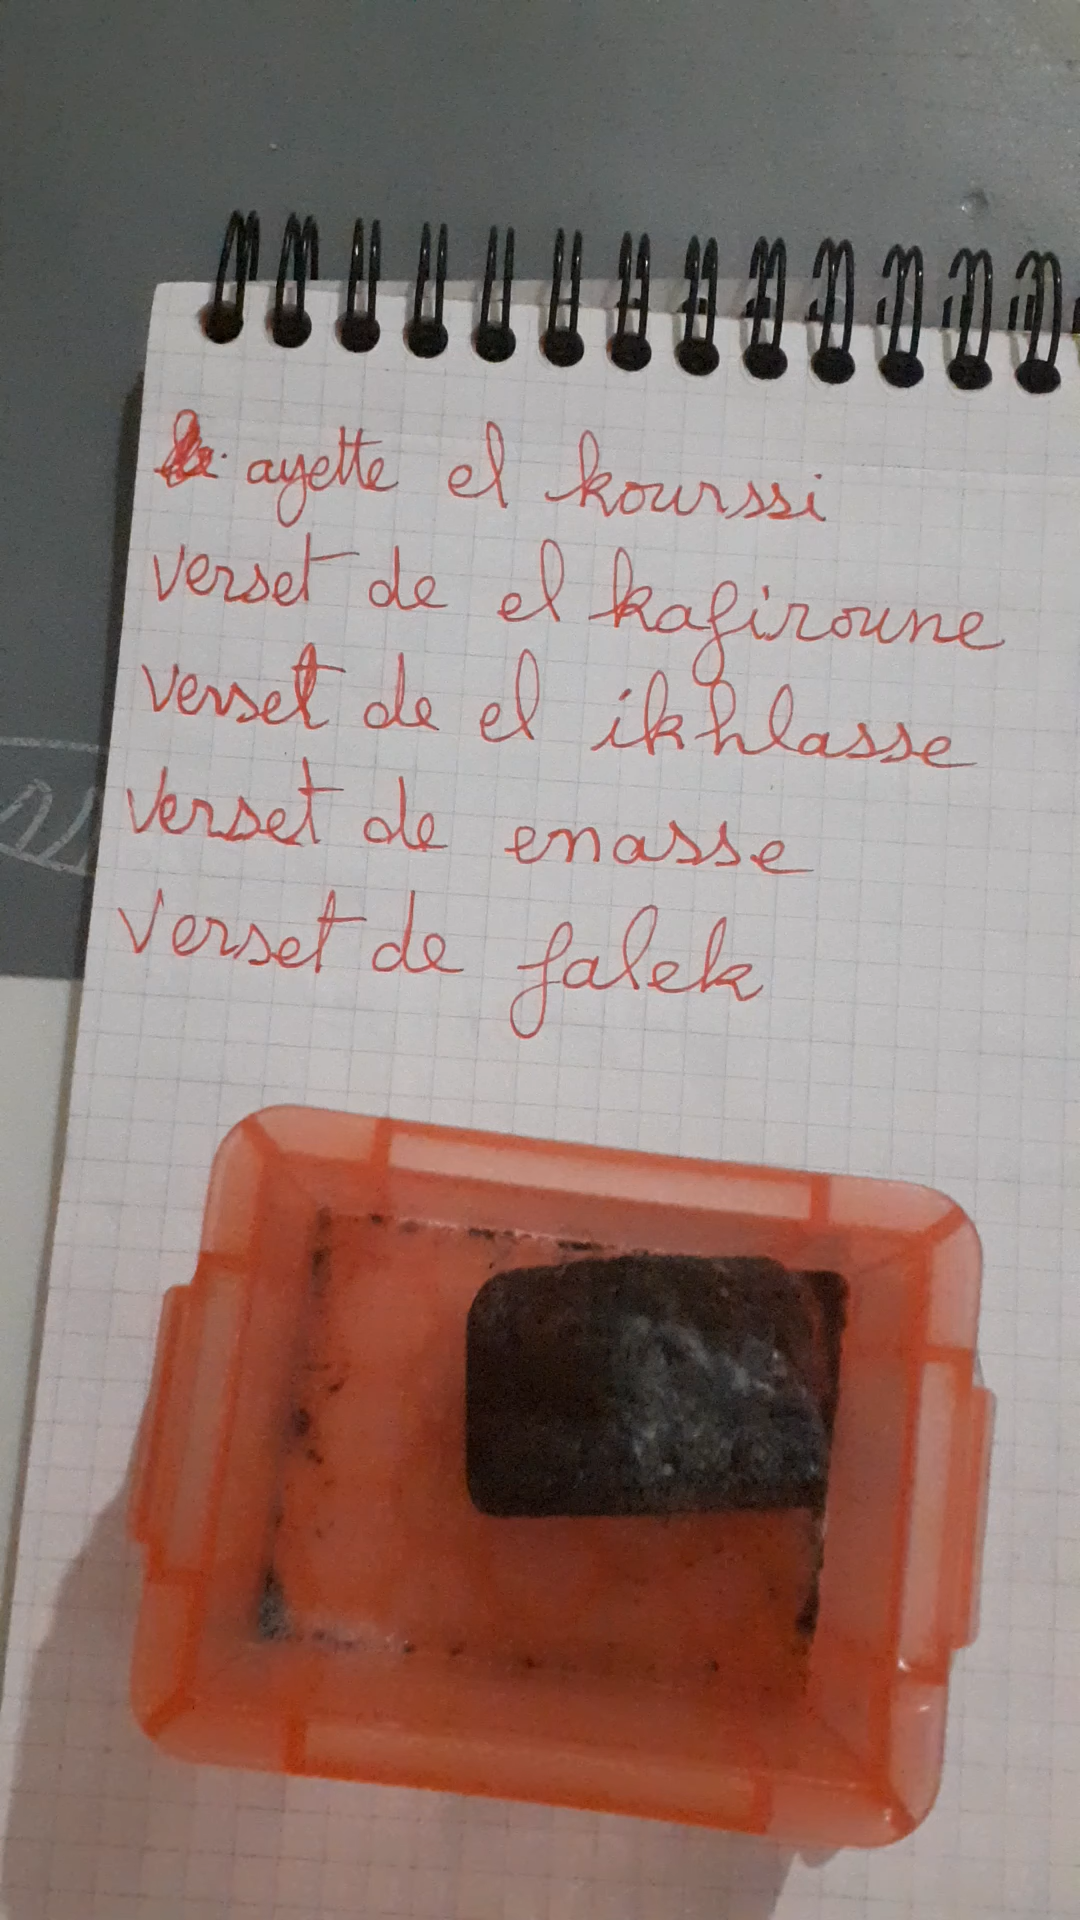 ayette el kourssi
verset de el kafiroune
verset de el ikhlasse
verset de enasse
verset de falek